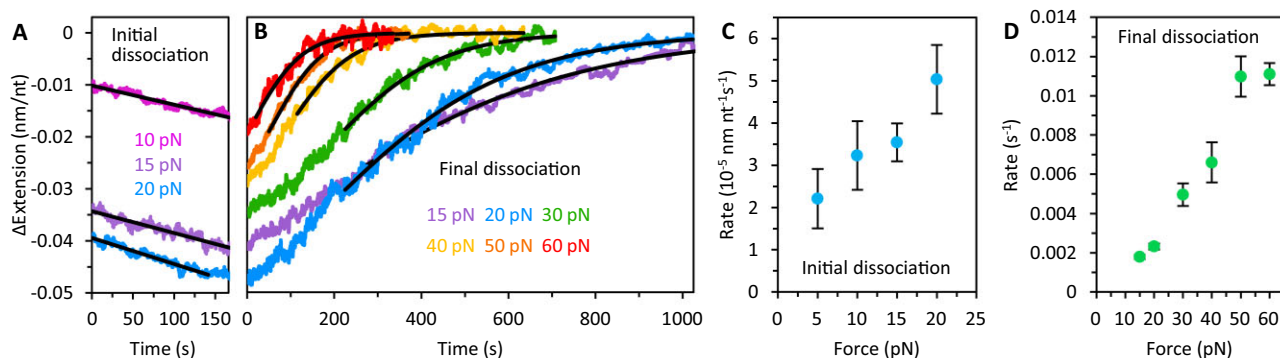 A
Initial
dissociation
10 pN
15 pN
20 pN
ΔExtension (nm/nt)
0
-0.01
-0.02
-0.03
-0.04
-0.05
0 50 100 150
Time (s)
B
Final dissociation
15 pN 20 pN 30 pN
40 pN 50 pN 60 pN
0 200 400 600 800 1000
Time (s)
C
Rate (10⁻⁵ nm nt⁻¹s⁻¹)
6
5
4
3
2
1
0
Initial dissociation
0 5 10 15 20 25
Force (pN)
D
Final dissociation
Rate (s⁻¹)
0.014
0.012
0.010
0.008
0.006
0.004
0.002
0
0 10 20 30 40 50 60
Force (pN)